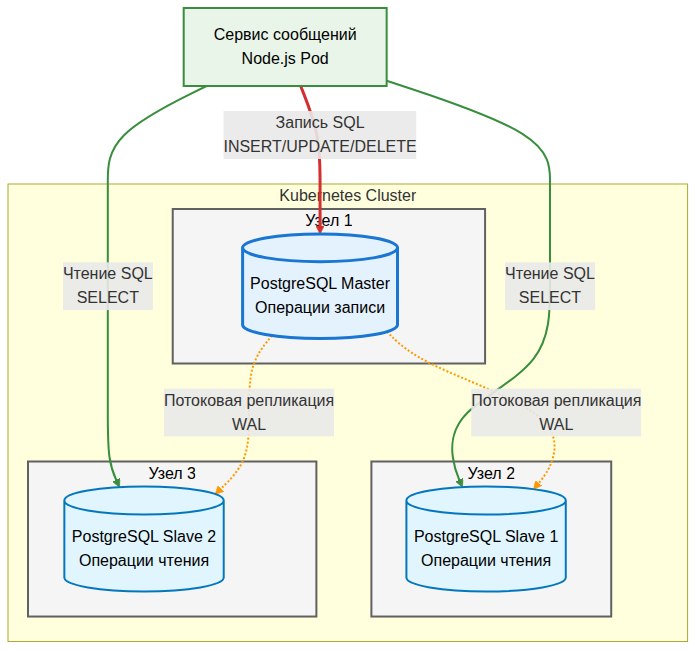 Сервис сообщений
Node.js Pod
Запись SQL
INSERT/UPDATE/DELETE
Kubernetes Cluster
Узел 1
PostgreSQL Master
Операции записи
Чтение SQL
SELECT
Чтение SQL
SELECT
Потоковая репликация
WAL
Потоковая репликация
WAL
Узел 3
PostgreSQL Slave 2
Операции чтения
Узел 2
PostgreSQL Slave 1
Операции чтения